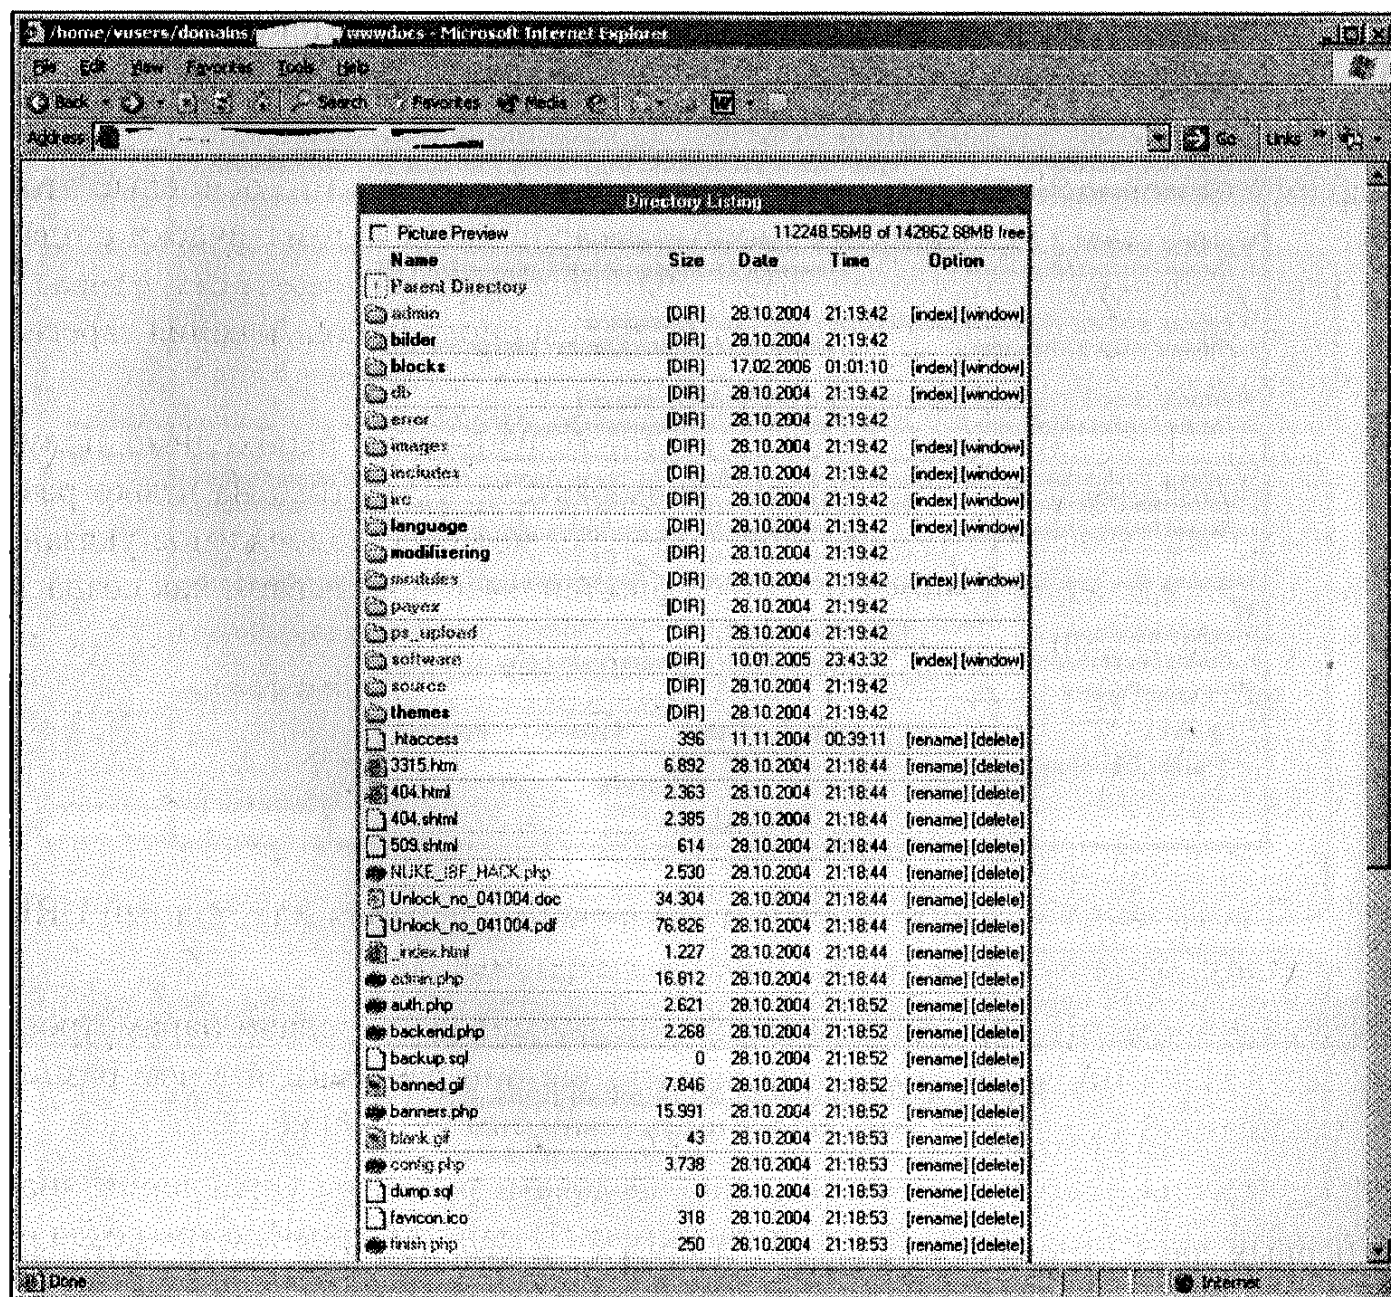 /home/vusers/domains/ /wwwdocs - Microsoft Internet Explorer
File Edit View Favorites Tools Help
Back Search Favorites Media
Address Go Links »
Directory Listing
Picture Preview 112248.56MB of 142862.68MB free
Name Size Date Time Option
Parent Directory
admin [DIR] 28.10.2004 21:19:42 [index] [window]
bilder [DIR] 28.10.2004 21:19:42
blocks [DIR] 17.02.2006 01:01:10 [index] [window]
db [DIR] 28.10.2004 21:19:42 [index] [window]
error [DIR] 28.10.2004 21:19:42
images [DIR] 28.10.2004 21:19:42 [index] [window]
includes [DIR] 28.10.2004 21:19:42 [index] [window]
irc [DIR] 28.10.2004 21:19:42 [index] [window]
language [DIR] 28.10.2004 21:19:42 [index] [window]
modifisering [DIR] 28.10.2004 21:19:42
modules [DIR] 28.10.2004 21:19:42 [index] [window]
payex [DIR] 28.10.2004 21:19:42
ps_upload [DIR] 28.10.2004 21:19:42
software [DIR] 10.01.2005 23:43:32 [index] [window]
source [DIR] 28.10.2004 21:19:42
themes [DIR] 28.10.2004 21:19:42
.htaccess 396 11.11.2004 00:39:11 [rename] [delete]
3315.htm 6.892 28.10.2004 21:18:44 [rename] [delete]
404.html 2.363 28.10.2004 21:18:44 [rename] [delete]
404.shtml 2.385 28.10.2004 21:18:44 [rename] [delete]
509.shtml 614 28.10.2004 21:18:44 [rename] [delete]
NUKE_IBF_HACK.php 2.530 28.10.2004 21:18:44 [rename] [delete]
Unlock_no_041004.doc 34.304 28.10.2004 21:18:44 [rename] [delete]
Unlock_no_041004.pdf 76.826 28.10.2004 21:18:44 [rename] [delete]
_index.html 1.227 28.10.2004 21:18:44 [rename] [delete]
admin.php 16.812 28.10.2004 21:18:44 [rename] [delete]
auth.php 2.621 28.10.2004 21:18:52 [rename] [delete]
backend.php 2.268 28.10.2004 21:18:52 [rename] [delete]
backup.sql 0 28.10.2004 21:18:52 [rename] [delete]
banned.gif 7.846 28.10.2004 21:18:52 [rename] [delete]
banners.php 15.991 28.10.2004 21:18:52 [rename] [delete]
blank.gif 43 28.10.2004 21:18:53 [rename] [delete]
config.php 3.738 28.10.2004 21:18:53 [rename] [delete]
dump.sql 0 28.10.2004 21:18:53 [rename] [delete]
favicon.ico 318 28.10.2004 21:18:53 [rename] [delete]
finish.php 250 28.10.2004 21:18:53 [rename] [delete]
Done Internet